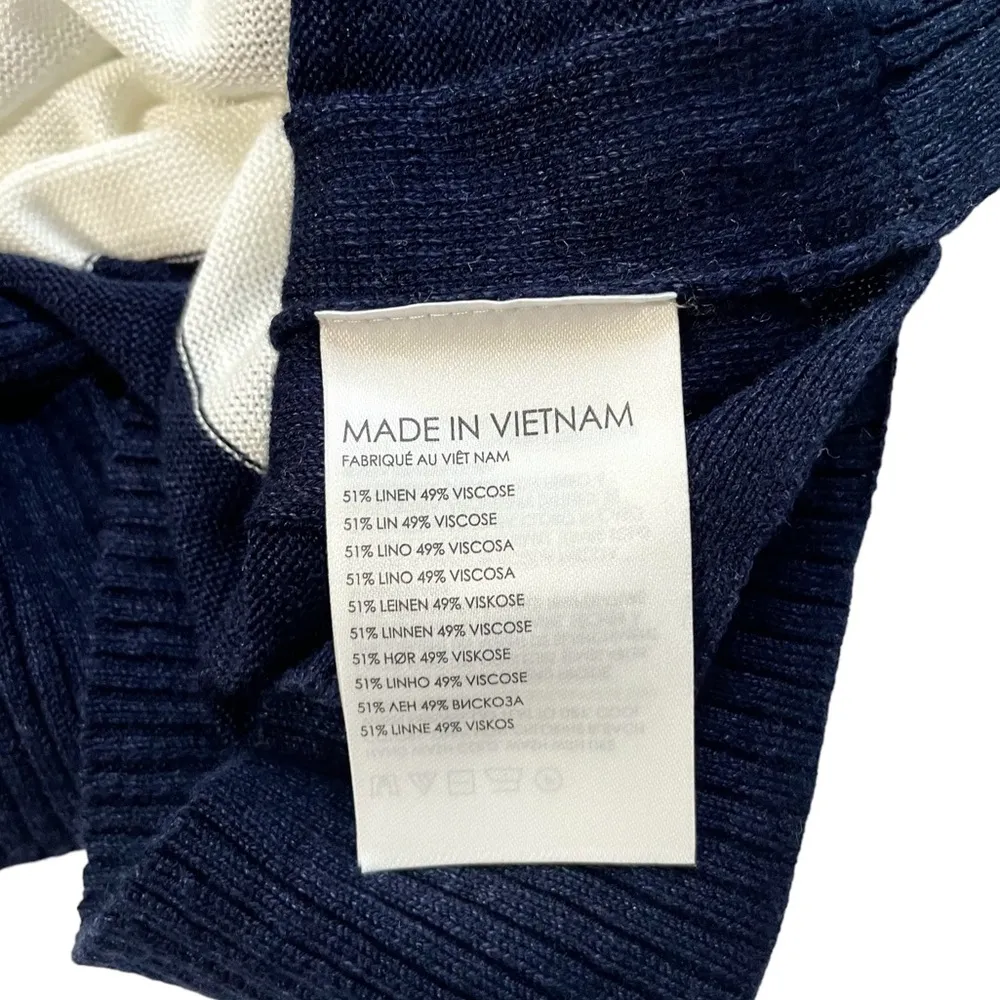 MADE IN VIETNAM
FABRIQUÉ AU VIÊT NAM
51% LINEN 49% VISCOSE
51% LIN 49% VISCOSE
51% LINO 49% VISCOSA
51% LINO 49% VISCOSA
51% LEINEN 49% VISKOSE
51% LINNEN 49% VISCOSE
51% HØR 49% VISKOSE
51% LINHO 49% VISCOSE
51% ЛЕН 49% ВИСКОЗА
51% LINNE 49% VISKOS